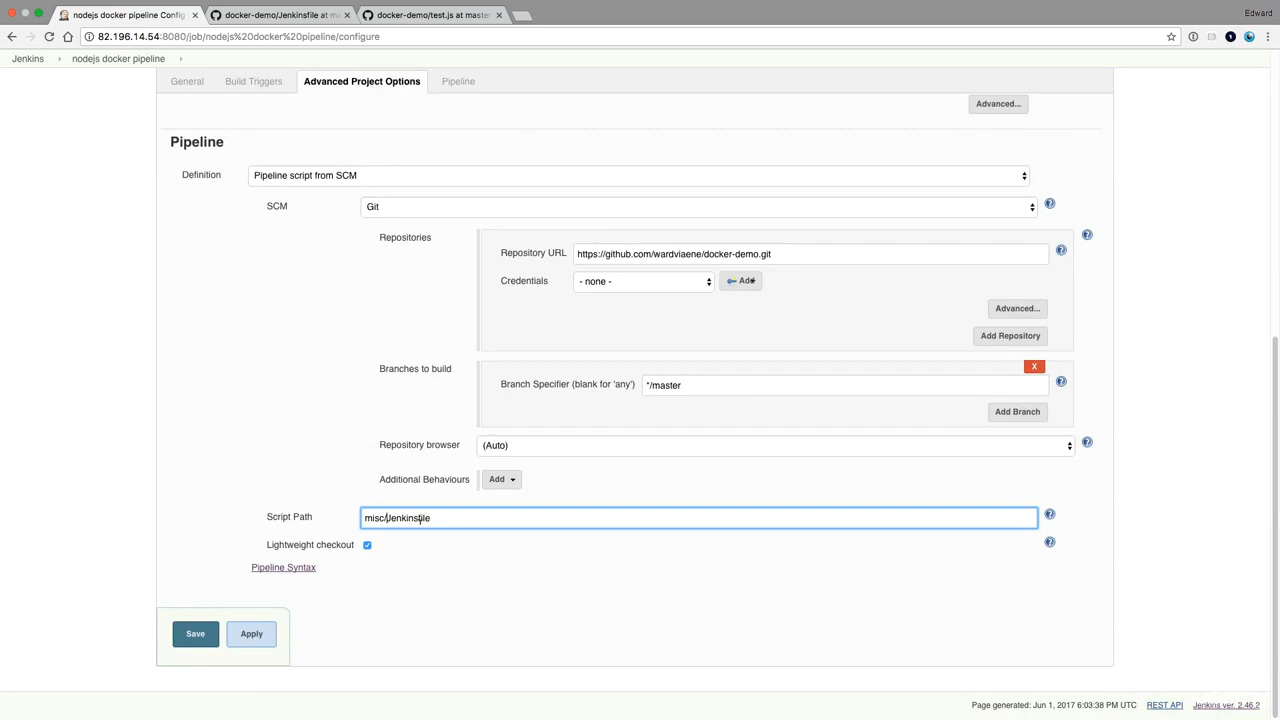 nodejs docker pipeline Config
docker-demo/Jenkinsfile at ma
docker-demo/test.js at master
Edward
82.196.14.54:8080/job/nodejs%20docker%20pipeline/configure
Jenkins
nodejs docker pipeline
General
Build Triggers
Advanced Project Options
Pipeline
Advanced...
Pipeline
Definition
Pipeline script from SCM
SCM
Git
Repositories
Repository URL
https://github.com/wardviaene/docker-demo.git
Credentials
- none -
Add
Advanced...
Add Repository
Branches to build
X
Branch Specifier (blank for 'any')
*/master
Add Branch
Repository browser
(Auto)
Additional Behaviours
Add
Script Path
misc/Jenkinsfile
Lightweight checkout
Pipeline Syntax
Save
Apply
Page generated: Jun 1, 2017 6:03:38 PM UTC
REST API
Jenkins ver. 2.46.2